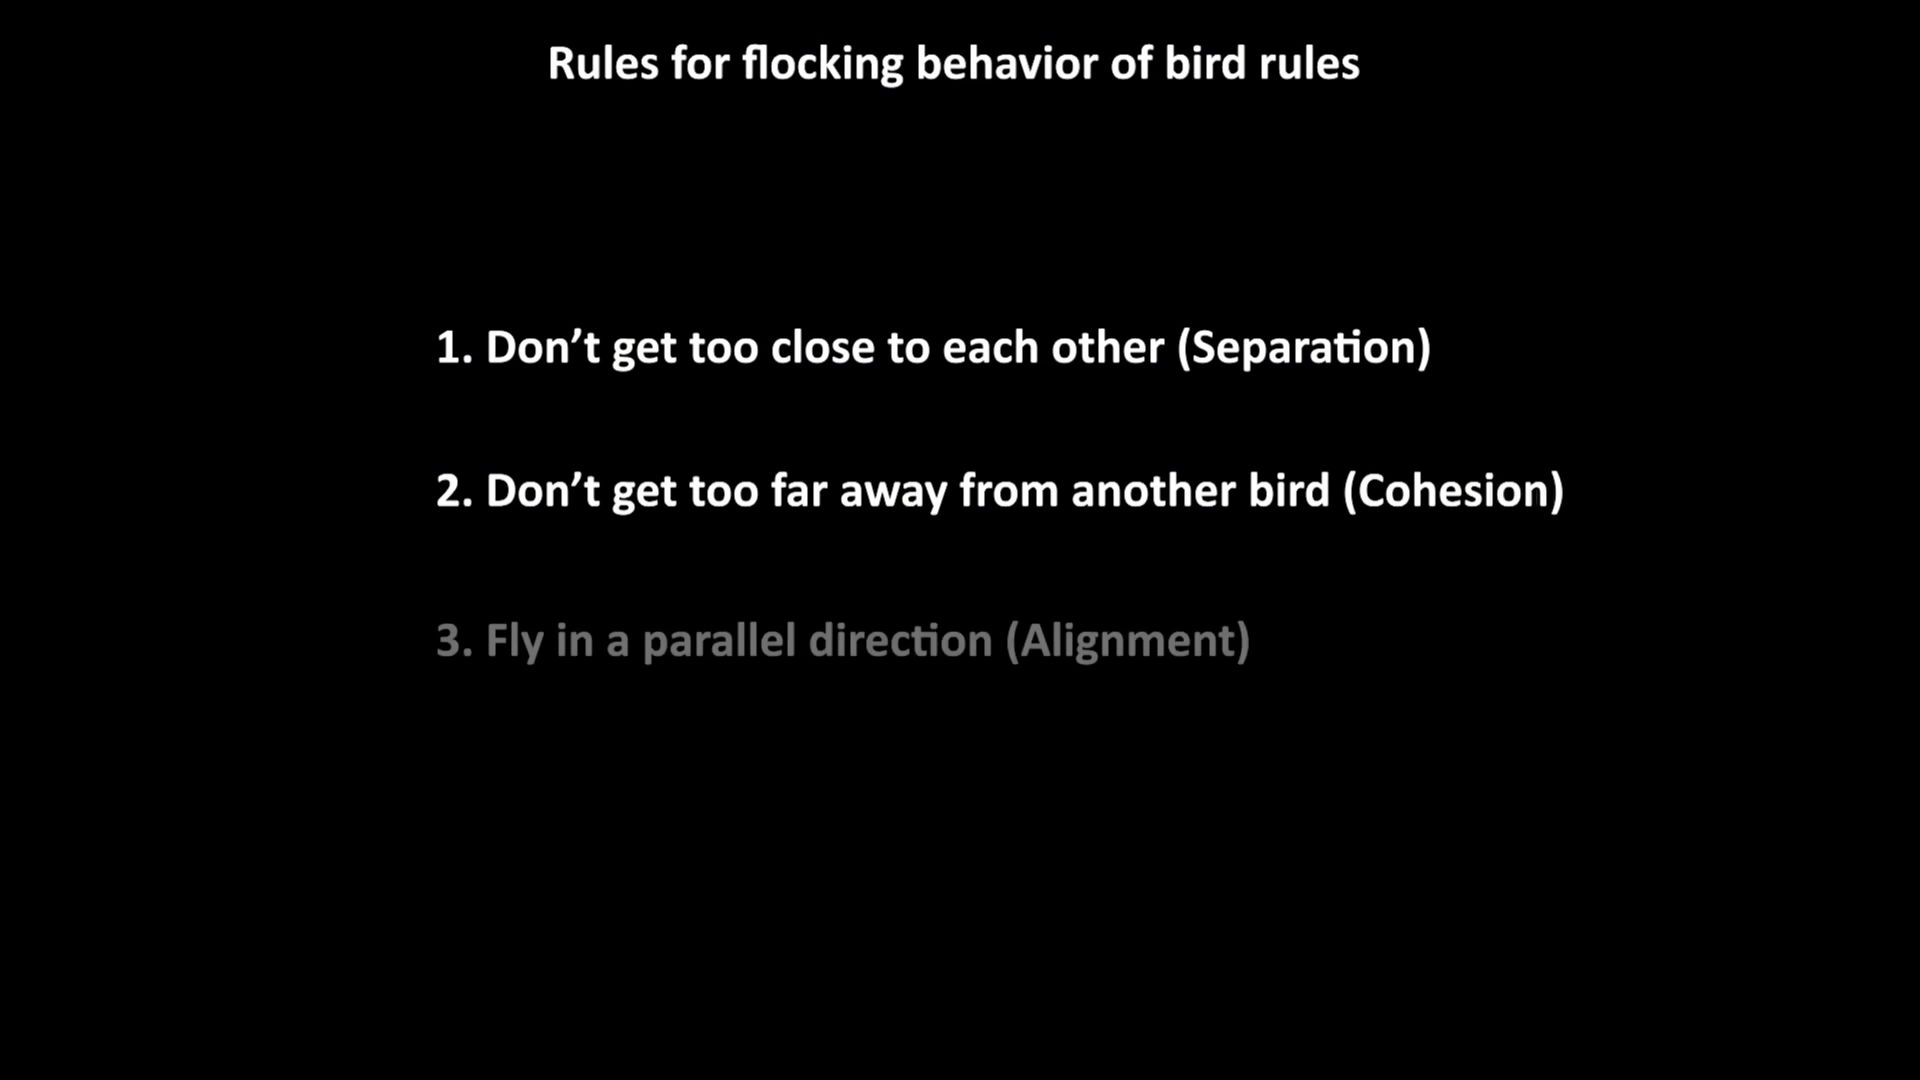 Rules for flocking behavior of bird rules
1. Don’t get too close to each other (Separation)
2. Don’t get too far away from another bird (Cohesion)
3. Fly in a parallel direction (Alignment)